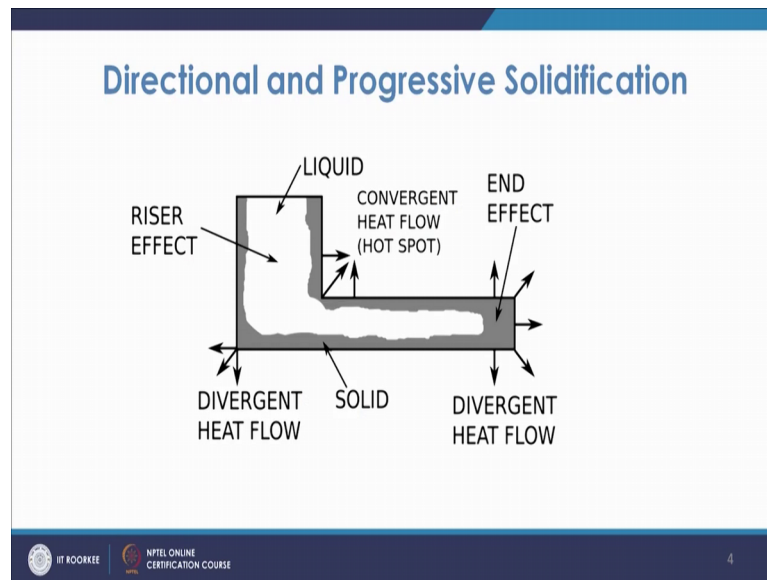 Directional and Progressive Solidification
LIQUID
RISER
EFFECT
CONVERGENT
HEAT FLOW
(HOT SPOT)
END
EFFECT
DIVERGENT
HEAT FLOW
SOLID
DIVERGENT
HEAT FLOW
IIT ROORKEE
NPTEL ONLINE
CERTIFICATION COURSE
4